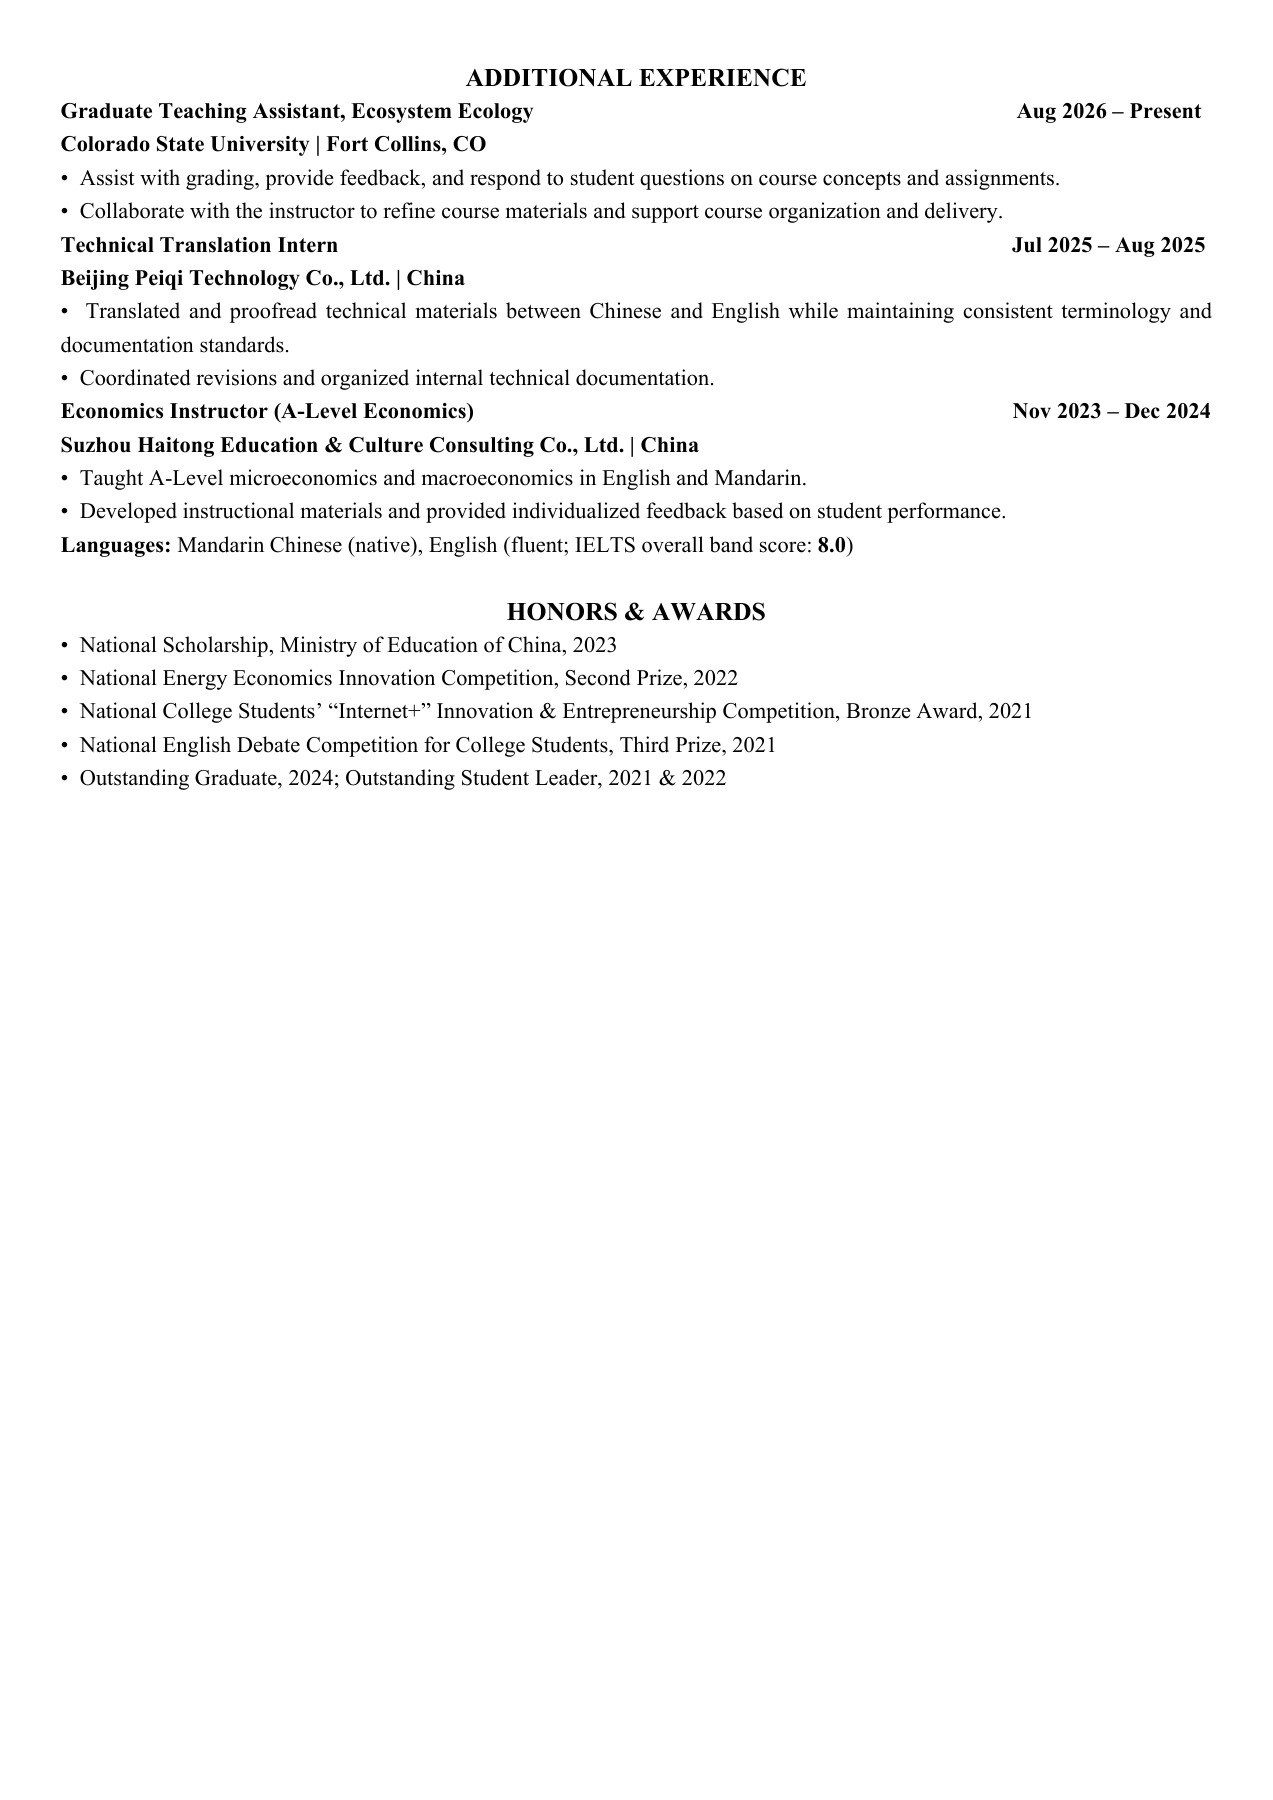 ADDITIONAL EXPERIENCE
Graduate Teaching Assistant, Ecosystem Ecology Aug 2026 – Present
Colorado State University | Fort Collins, CO
• Assist with grading, provide feedback, and respond to student questions on course concepts and assignments.
• Collaborate with the instructor to refine course materials and support course organization and delivery.
Technical Translation Intern Jul 2025 – Aug 2025
Beijing Peiqi Technology Co., Ltd. | China
• Translated and proofread technical materials between Chinese and English while maintaining consistent terminology and
documentation standards.
• Coordinated revisions and organized internal technical documentation.
Economics Instructor (A-Level Economics) Nov 2023 – Dec 2024
Suzhou Haitong Education & Culture Consulting Co., Ltd. | China
• Taught A-Level microeconomics and macroeconomics in English and Mandarin.
• Developed instructional materials and provided individualized feedback based on student performance.
Languages: Mandarin Chinese (native), English (fluent; IELTS overall band score: 8.0)
HONORS & AWARDS
• National Scholarship, Ministry of Education of China, 2023
• National Energy Economics Innovation Competition, Second Prize, 2022
• National College Students’ “Internet+” Innovation & Entrepreneurship Competition, Bronze Award, 2021
• National English Debate Competition for College Students, Third Prize, 2021
• Outstanding Graduate, 2024; Outstanding Student Leader, 2021 & 2022